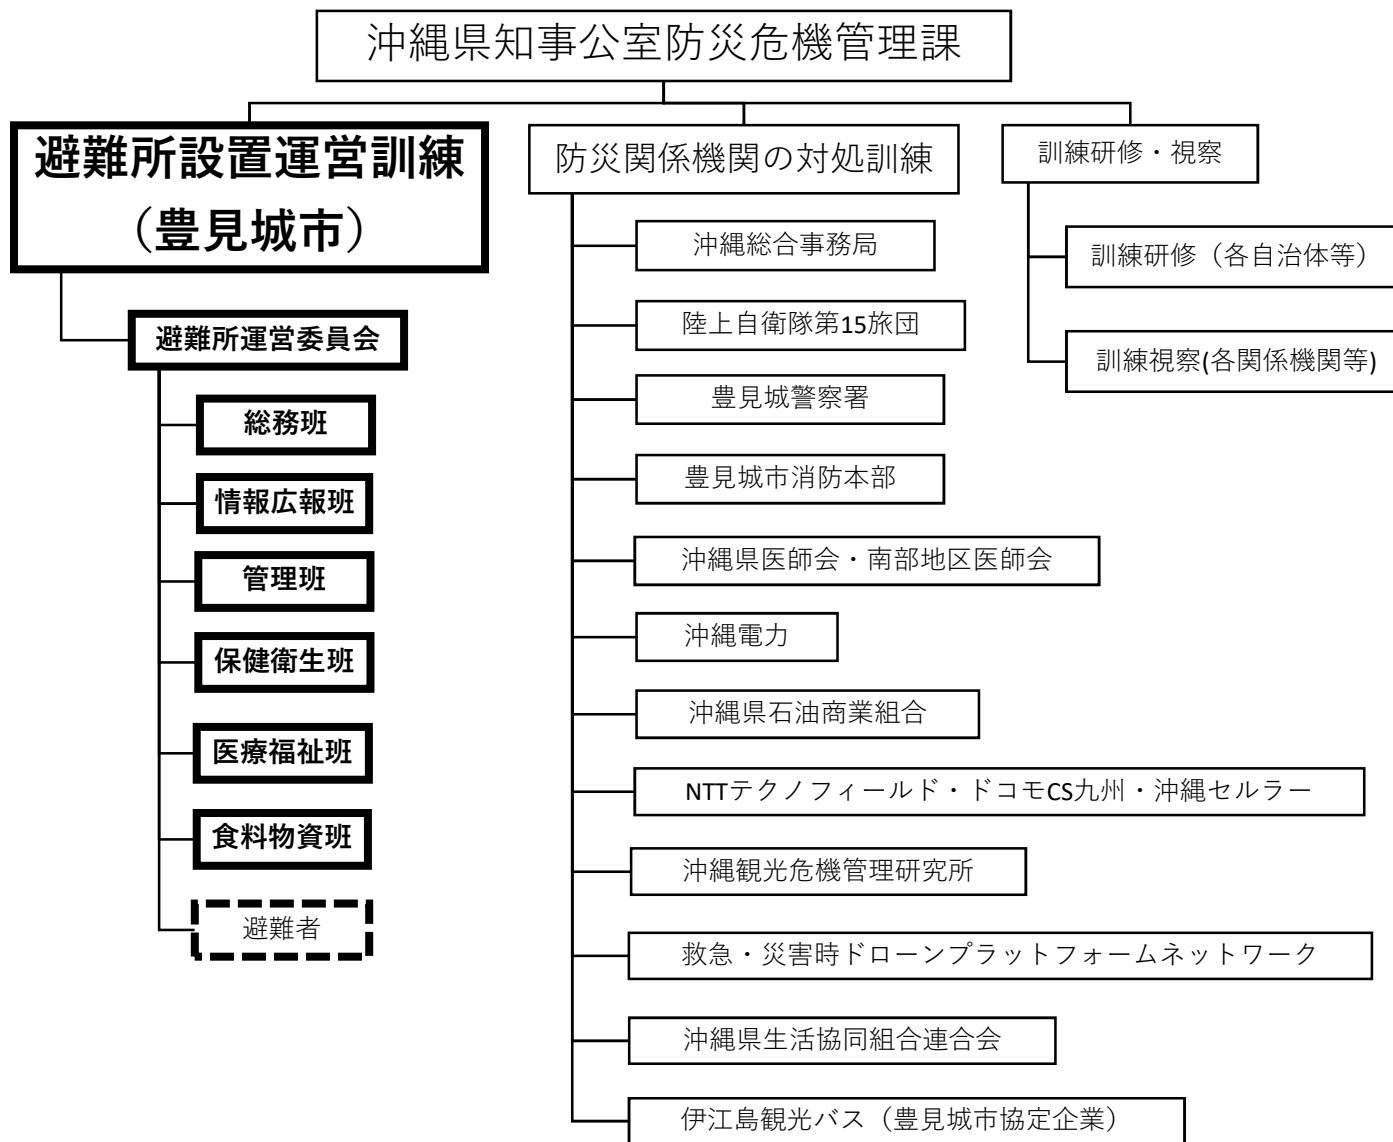 沖縄県知事公室防災危機管理課
避難所設置運営訓練
（豊見城市）
避難所運営委員会
総務班
情報広報班
管理班
保健衛生班
医療福祉班
食料物資班
避難者
防災関係機関の対処訓練
沖縄総合事務局
陸上自衛隊第15旅団
豊見城警察署
豊見城市消防本部
沖縄県医師会・南部地区医師会
沖縄電力
沖縄県石油商業組合
NTTテクノフィールド・ドコモCS九州・沖縄セルラー
沖縄観光危機管理研究所
救急・災害時ドローンプラットフォームネットワーク
沖縄県生活協同組合連合会
伊江島観光バス（豊見城市協定企業）
訓練研修・視察
訓練研修（各自治体等）
訓練視察(各関係機関等)